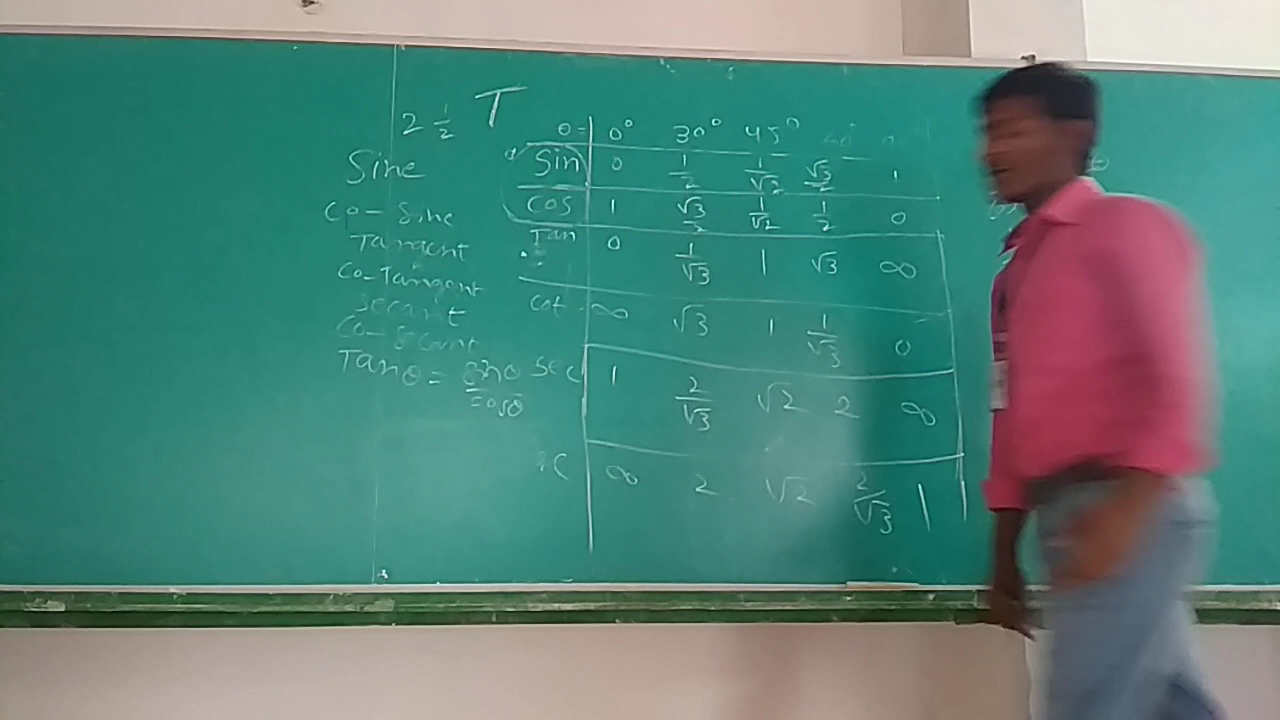 2 1/2 T
θ= 0° 30° 45° 60°
Sine
Sin 0 1/2 1/√2 √3/2 1
Co-Sine
cos 1 √3/2 1/√2 1/2 0
Tangent
Tan 0 1/√3 1 √3 ∞
Co-Tangent
Secant
cot ∞ √3 1 1/√3 0
Co-Secant
Tanθ = Sinθ/cosθ
sec 1 2/√3 √2 2 ∞
∞ 2 √2 2/√3 1